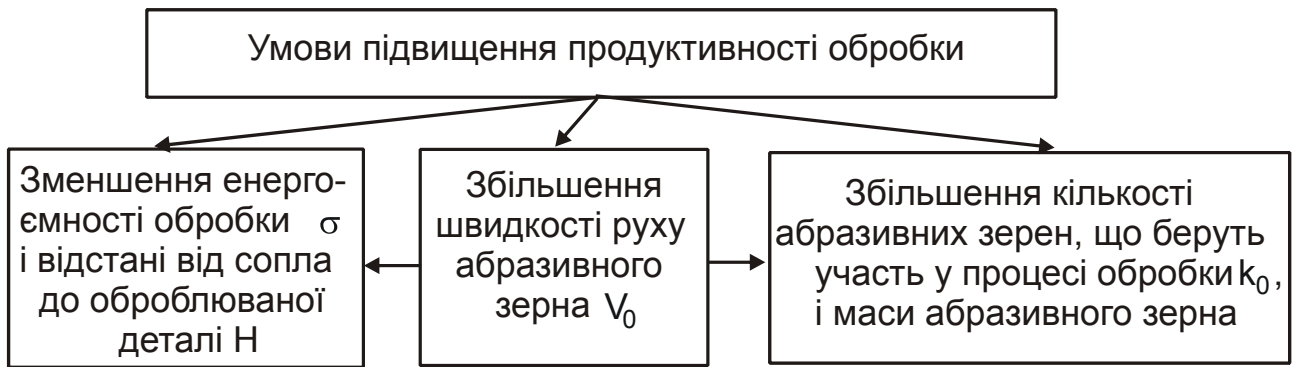 Умови підвищення продуктивності обробки
Зменшення енерго-
ємності обробки σ
і відстані від сопла
до оброблюваної
деталі Н
Збільшення
швидкості руху
абразивного
зерна V₀
Збільшення кількості
абразивних зерен, що беруть
участь у процесі обробки k₀,
і маси абразивного зерна